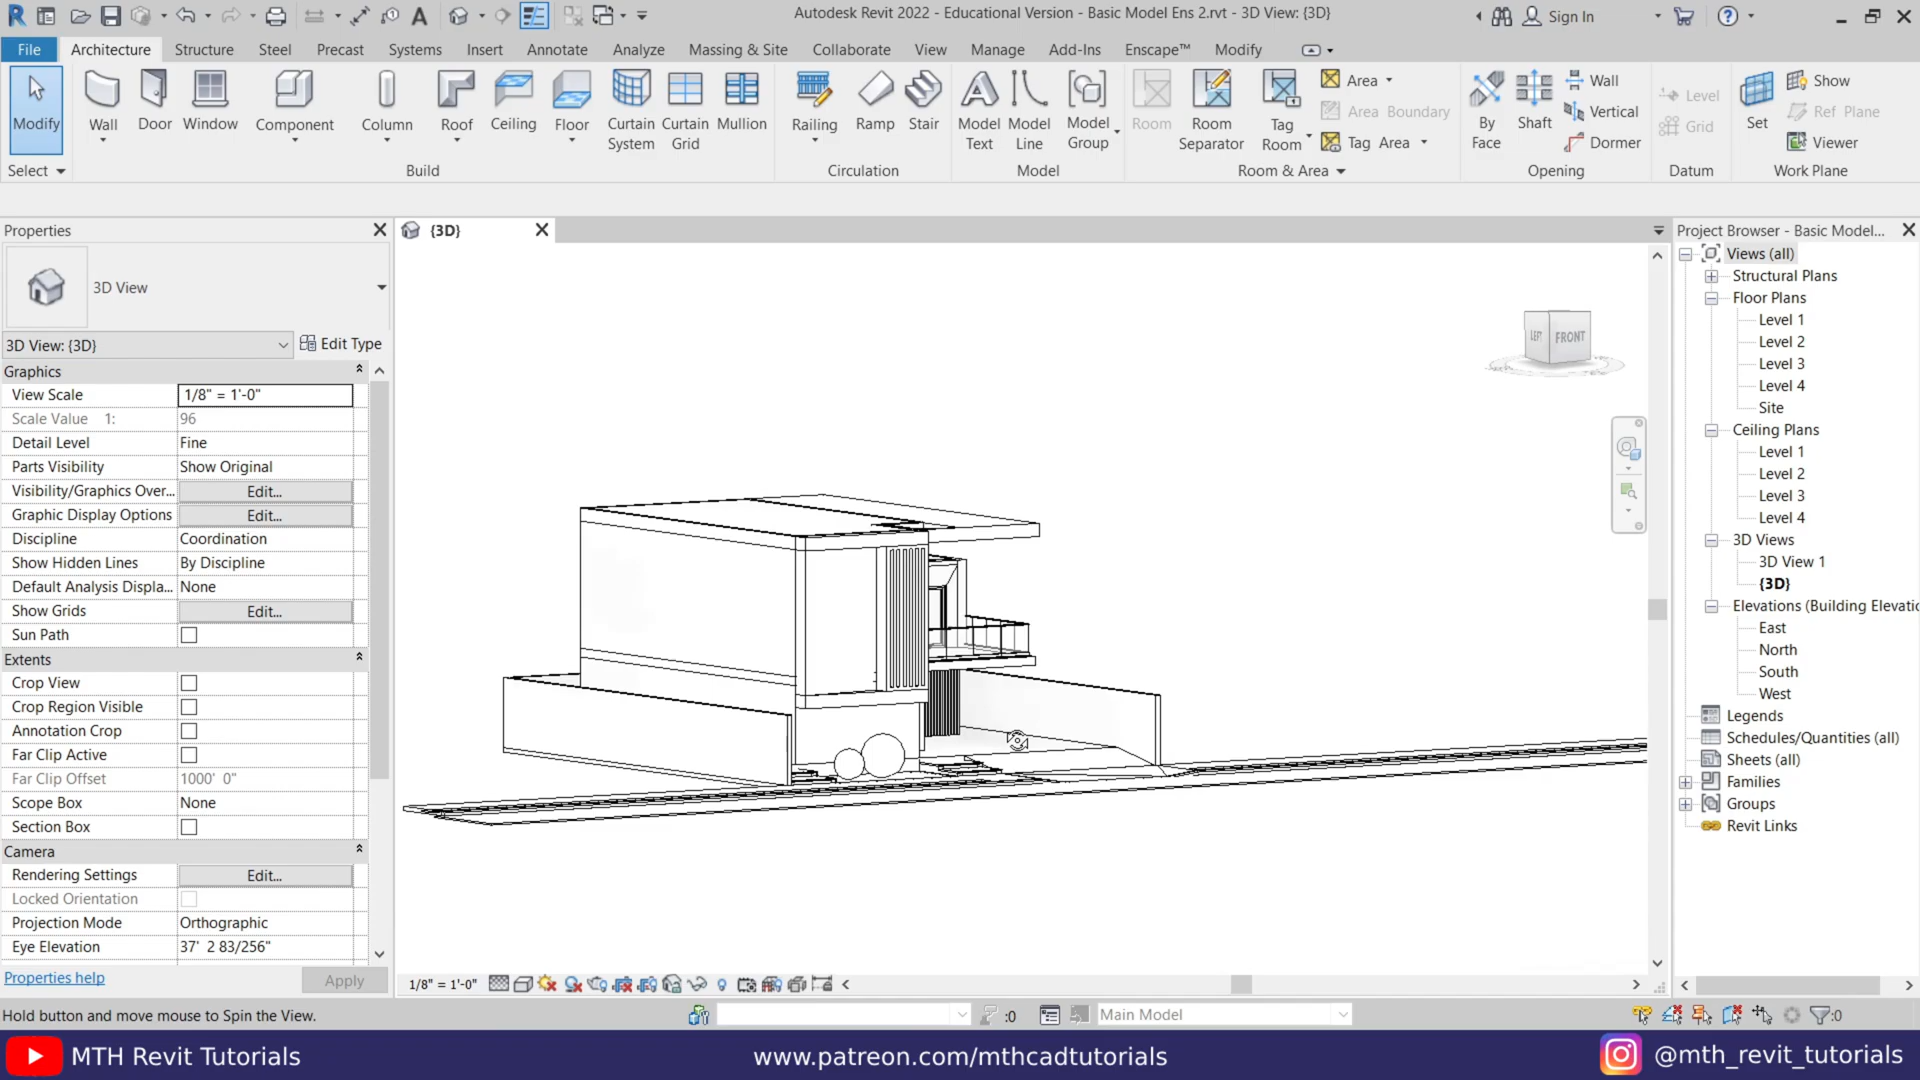 Autodesk Revit 2022 - Educational Version - Basic Model Ens 2.rvt - 3D View: {3D}
Sign In
File
Architecture
Structure
Steel
Precast
Systems
Insert
Annotate
Analyze
Massing & Site
Collaborate
View
Manage
Add-Ins
Enscape™
Modify
Modify
Wall
Door
Window
Component
Column
Roof
Ceiling
Floor
Curtain System
Curtain Grid
Mullion
Railing
Ramp
Stair
Model Text
Model Line
Model Group
Room
Room Separator
Tag Room
Area
Area Boundary
Tag Area
By Face
Shaft
Wall
Vertical
Dormer
Level
Grid
Set
Show
Ref Plane
Viewer
Select
Build
Circulation
Model
Room & Area
Opening
Datum
Work Plane
Properties
3D View
3D View: {3D}
Edit Type
Graphics
View Scale 1/8" = 1'-0"
Scale Value 1: 96
Detail Level Fine
Parts Visibility Show Original
Visibility/Graphics Over... Edit...
Graphic Display Options Edit...
Discipline Coordination
Show Hidden Lines By Discipline
Default Analysis Displa... None
Show Grids Edit...
Sun Path
Extents
Crop View
Crop Region Visible
Annotation Crop
Far Clip Active
Far Clip Offset 1000' 0"
Scope Box None
Section Box
Camera
Rendering Settings Edit...
Locked Orientation
Projection Mode Orthographic
Eye Elevation 37' 2 83/256"
Properties help
Apply
{3D}
LEFT
FRONT
1/8" = 1'-0"
Project Browser - Basic Model...
Views (all)
Structural Plans
Floor Plans
Level 1
Level 2
Level 3
Level 4
Site
Ceiling Plans
Level 1
Level 2
Level 3
Level 4
3D Views
3D View 1
{3D}
Elevations (Building Elevatio
East
North
South
West
Legends
Schedules/Quantities (all)
Sheets (all)
Families
Groups
Revit Links
Hold button and move mouse to Spin the View.
:0
Main Model
:0
MTH Revit Tutorials
www.patreon.com/mthcadtutorials
@mth_revit_tutorials